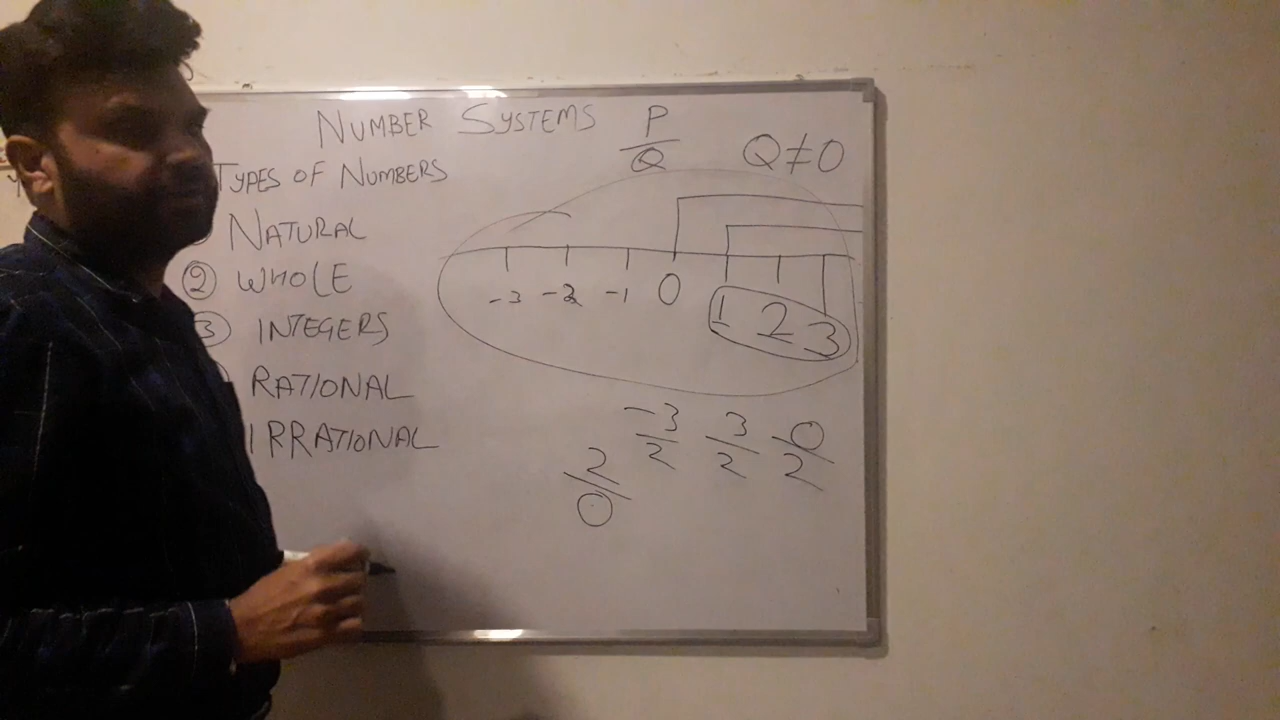 NUMBER SYSTEMS P/Q Q≠0
TYPES OF NUMBERS
NATURAL
② WHOLE
③ INTEGERS
RATIONAL
IRRATIONAL
-3 -2 -1 0 1 2 3
2/0 -3/2 3/2 0/2